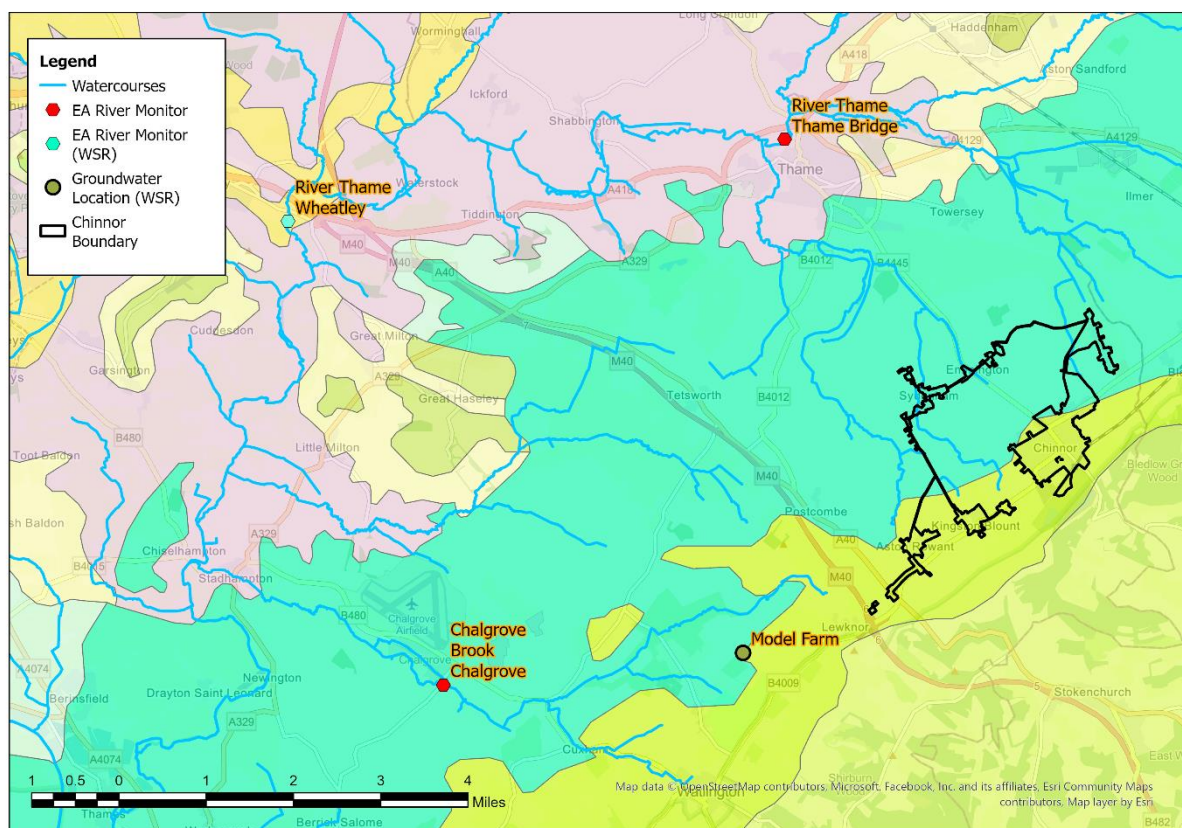 Legend
Watercourses
EA River Monitor
EA River Monitor
(WSR)
Groundwater
Location (WSR)
Chinnor
Boundary
Worminghall
Long Crendon
Haddenham
A418
Aston Sandford
Ickford
Shabbington
River Thame
Thame Bridge
A4129
A4129
Thame
Waterstock
A418
River Thame
Wheatley
Tiddington
Towersey
Ilmer
M40
M40
A40
A329
B4012
B4445
Cuddesdon
Great Milton
7
Garsington
A329
M40
Great Haseley
Tetsworth
B4012
Sydenham
B480
Chinnor
Toot Baldon
Little Milton
Bledlow
Wood
M40
Postcombe
A329
Kingston Blount
A40
Aston Rowant
Chiselhampton
B4015
Stadhampton
M40
B480
Chalgrove
Airfield
Lewknor
6
Chalgrove
Brook
Chalgrove
Chalgrove
Model Farm
A4074
Newington
B4009
5
Berinsfield
Drayton Saint Leonard
Stokenchurch
A329
Cuxham
A4074
1 0.5 0 1 2 3 4
Miles
Shirburn
Watlington
Map data © OpenStreetMap contributors, Microsoft, Facebook, Inc. and its affiliates, Esri Community Maps
contributors, Map layer by Esri
Berrick Salome
B482